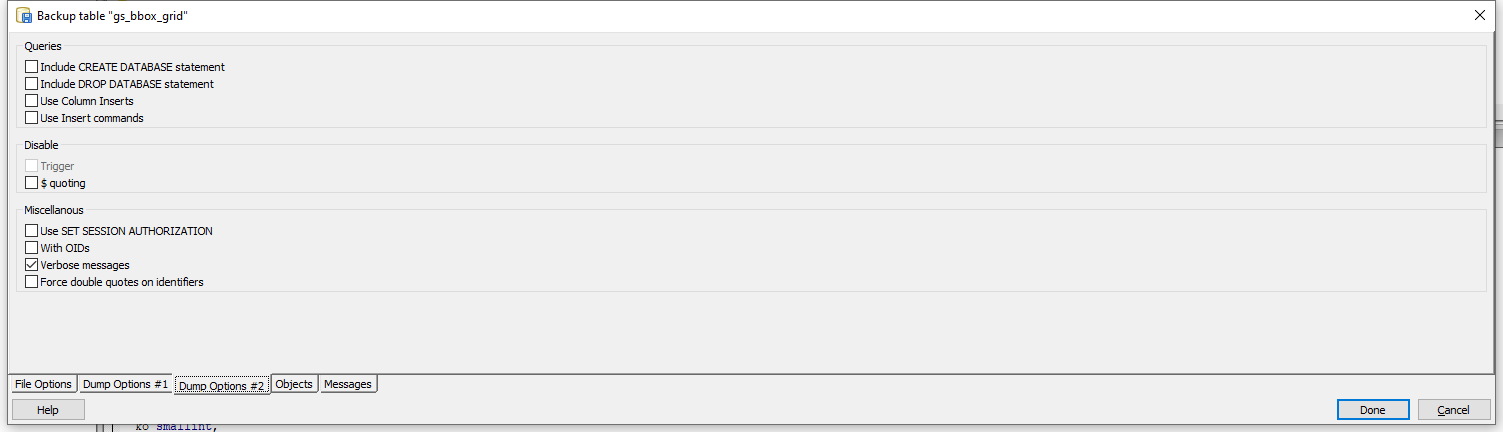 Backup table "gs_bbox_grid"
Queries
Include CREATE DATABASE statement
Include DROP DATABASE statement
Use Column Inserts
Use Insert commands
Disable
Trigger
$ quoting
Miscellanous
Use SET SESSION AUTHORIZATION
With OIDs
Verbose messages
Force double quotes on identifiers
File Options Dump Options #1 Dump Options #2 Objects Messages
Help Done Cancel
ko smallint,